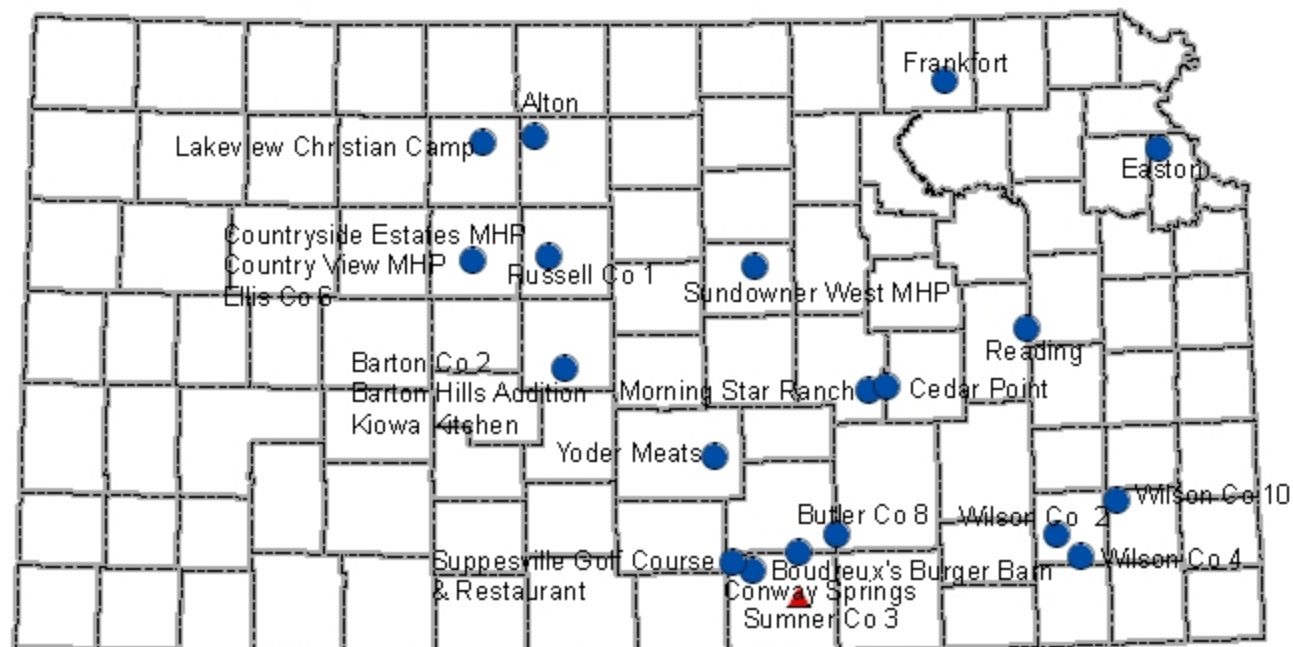 Frankfort
Alton
Lakeview Christian Camp
Easton
Countryside Estates MHP
Country View MHP
Ellis Co 6
Russell Co 1
Sundowner West MHP
Reading
Barton Co 2
Barton Hills Addition
Kiowa Kitchen
Morning Star Ranch
Cedar Point
Yoder Meats
Wilson Co 10
Butler Co 8
Wilson Co 2
Wilson Co 4
Suppesville Golf Course
& Restaurant
Boudreux's Burger Barn
Conway Springs
Sumner Co 3